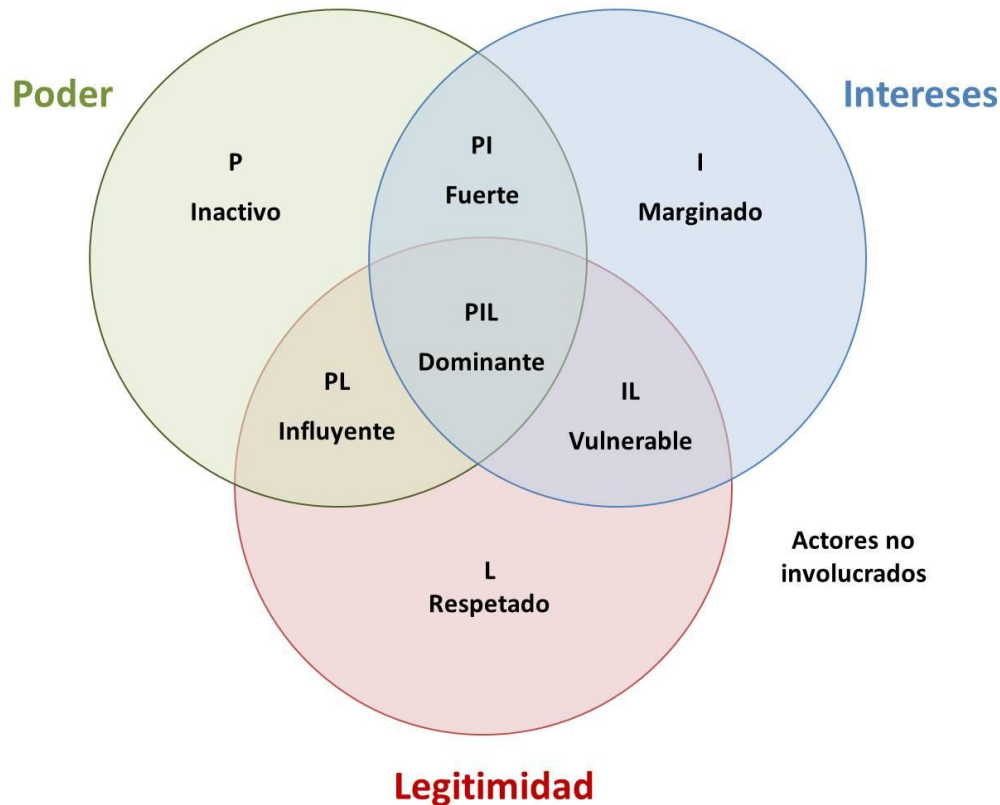 Poder
Intereses
P
Inactivo
PI
Fuerte
I
Marginado
PIL
Dominante
PL
Influyente
IL
Vulnerable
L
Respetado
Actores no
involucrados
Legitimidad